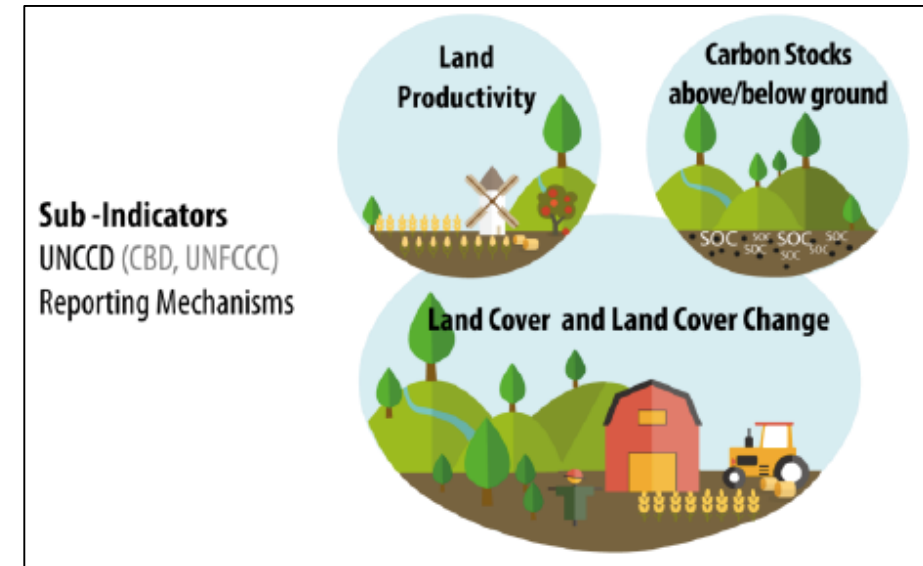 Land
Productivity
Carbon Stocks
above/below ground
Sub -Indicators
UNCCD (CBD, UNFCCC)
Reporting Mechanisms
SOC SOC SOC SOC
SOC SOC
Land Cover and Land Cover Change